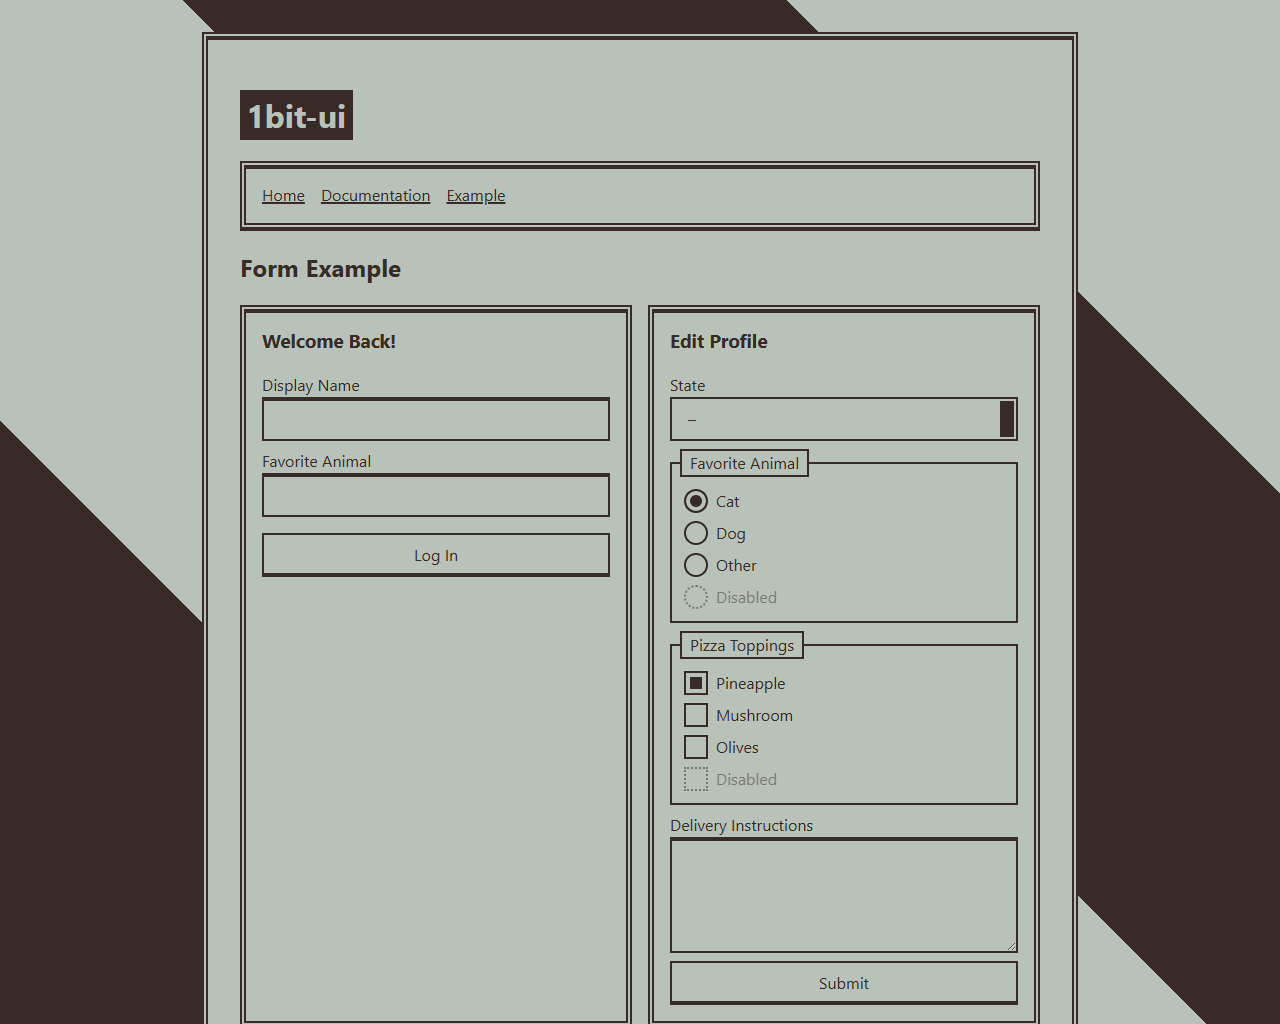 1bit-ui
Home Documentation Example
Form Example
Welcome Back!
Display Name
Favorite Animal
Log In
Edit Profile
State
–
Favorite Animal
Cat
Dog
Other
Disabled
Pizza Toppings
Pineapple
Mushroom
Olives
Disabled
Delivery Instructions
Submit